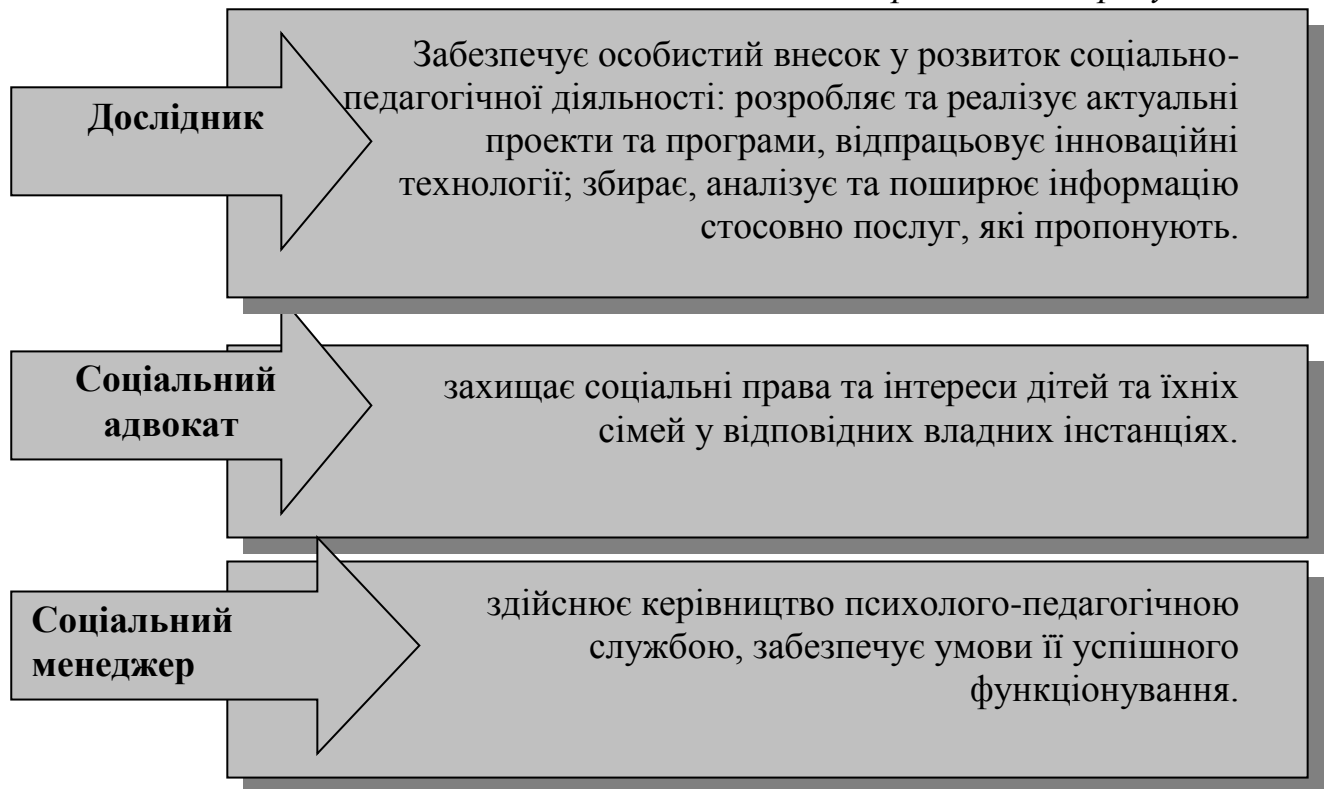 Дослідник
Забезпечує особистий внесок у розвиток соціально-
педагогічної діяльності: розробляє та реалізує актуальні
проекти та програми, відпрацьовує інноваційні
технології; збирає, аналізує та поширює інформацію
стосовно послуг, які пропонують.
Соціальний
адвокат
захищає соціальні права та інтереси дітей та їхніх
сімей у відповідних владних інстанціях.
Соціальний
менеджер
здійснює керівництво психолого-педагогічною
службою, забезпечує умови її успішного
функціонування.